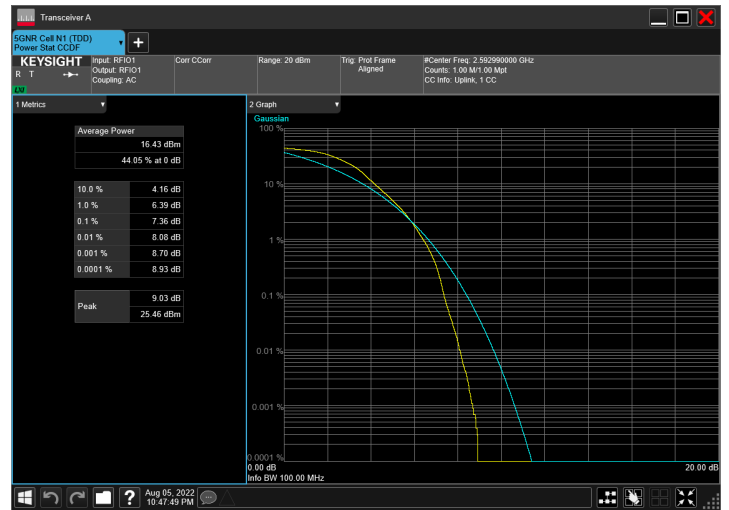 Transceiver A
5GNR Cell N1 (TDD)
Power Stat CCDF
KEYSIGHT
R T
LXI
Input: RFIO1
Output: RFIO1
Coupling: AC
Corr CCorr
Range: 20 dBm
Trig: Prot Frame
Aligned
#Center Freq: 2.592990000 GHz
Counts: 1.00 M/1.00 Mpt
CC Info: Uplink, 1 CC
1 Metrics
Average Power
16.43 dBm
44.05 % at 0 dB
10.0 % 4.16 dB
1.0 % 6.39 dB
0.1 % 7.36 dB
0.01 % 8.08 dB
0.001 % 8.70 dB
0.0001 % 8.93 dB
Peak
9.03 dB
25.46 dBm
2 Graph
Gaussian
100 %
10 %
1 %
0.1 %
0.01 %
0.001 %
0.0001 %
0.00 dB
20.00 dB
Info BW 100.00 MHz
?
Aug 05, 2022
10:47:49 PM